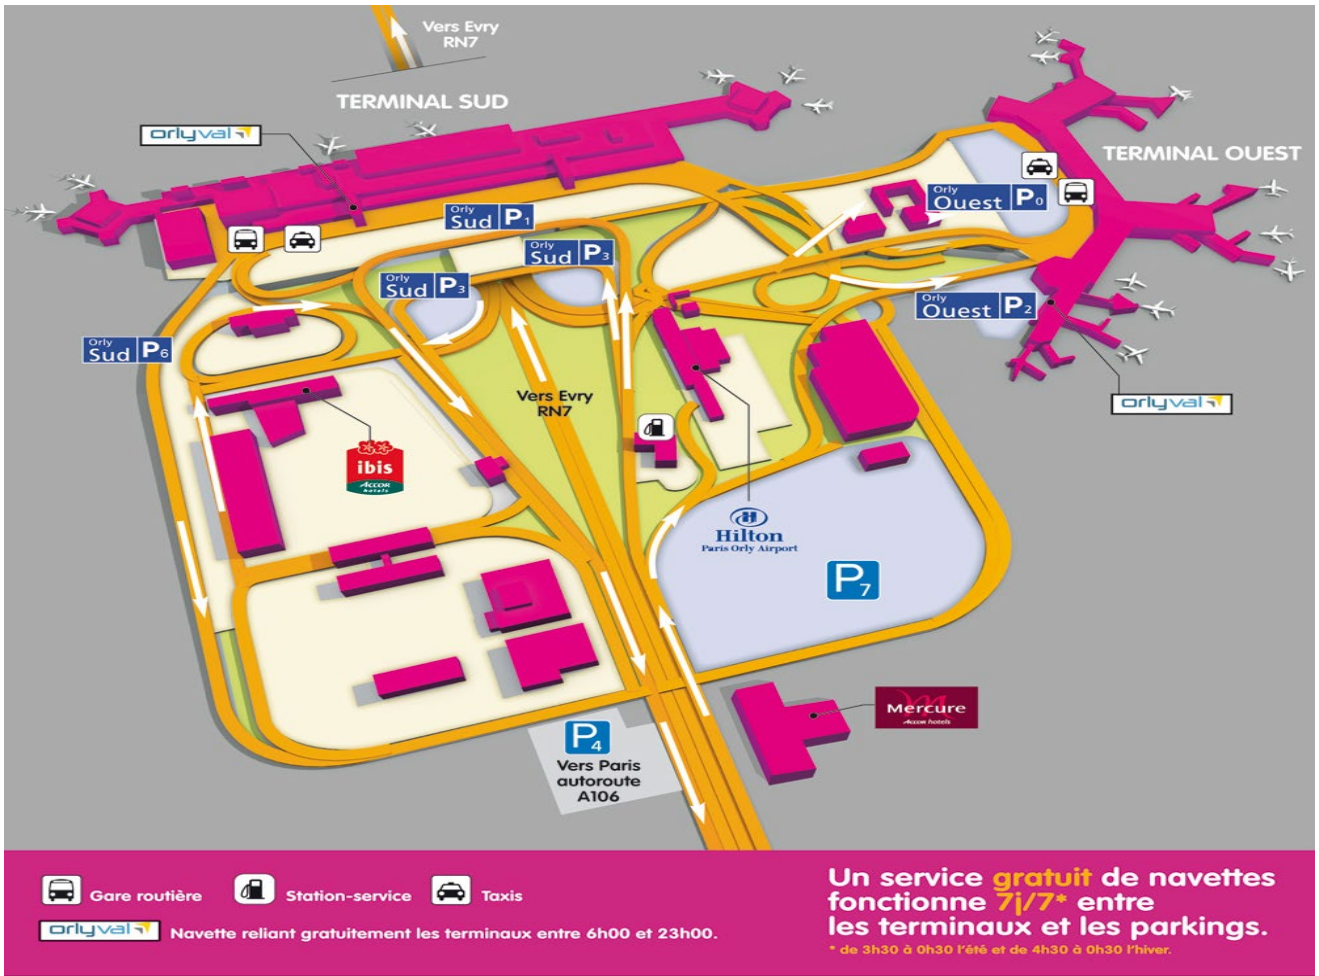 Vers Evry
RN7
TERMINAL SUD
orlyval
TERMINAL OUEST
Orly
Ouest P0
Orly
Sud P1
Orly
Sud P3
Orly
Sud P3
Orly
Ouest P2
Orly
Sud P6
orlyval
Vers Evry
RN7
ibis
ACCOR
hotels
Hilton
Paris Orly Airport
P7
Mercure
Accor hotels
P4
Vers Paris
autoroute
A106
Gare routière
Station-service
Taxis
orlyval Navette reliant gratuitement les terminaux entre 6h00 et 23h00.
Un service gratuit de navettes
fonctionne 7j/7* entre
les terminaux et les parkings.
* de 3h30 à 0h30 l'été et de 4h30 à 0h30 l'hiver.